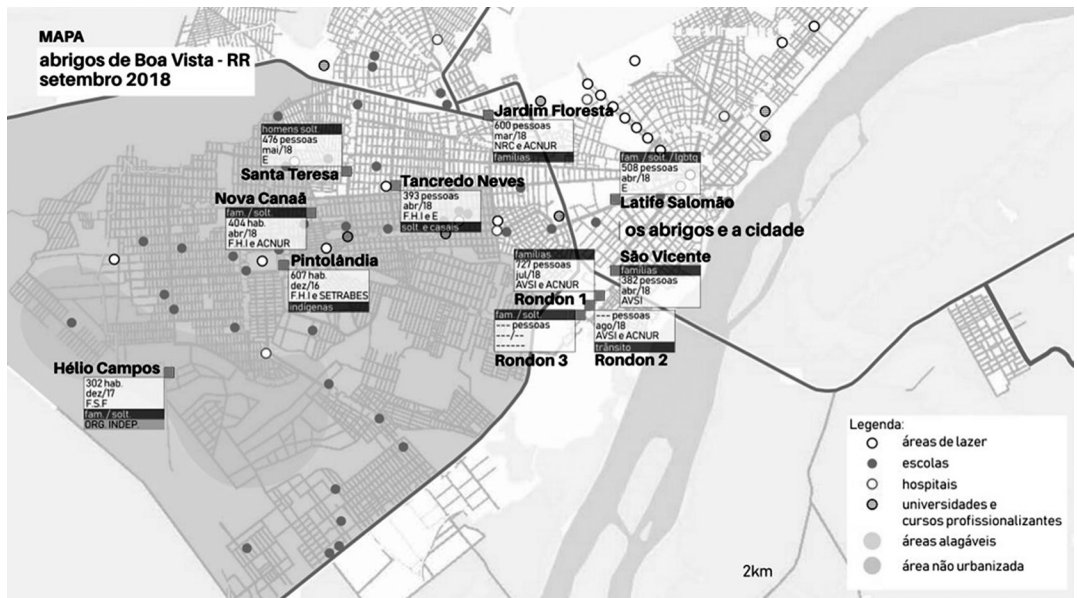 MAPA
abrigos de Boa Vista - RR
setembro 2018
Jardim Floresta
600 pessoas
mar/18
NRC e ACNUR
famílias
homens solt.
476 pessoas
mai/18
E
Santa Teresa
Tancredo Neves
393 pessoas
abr/18
F.H.I e E
solt. e casais
fam. / solt. / lgbtq
508 pessoas
abr/18
E
Latife Salomão
Nova Canaã
fam. / solt.
404 hab.
abr/18
F.H.I e ACNUR
os abrigos e a cidade
Pintolândia
607 hab.
dez/16
F.H.I e SETRABES
indígenas
famílias
727 pessoas
jul/18
AVSI e ACNUR
Rondon 1
São Vicente
famílias
382 pessoas
abr/18
AVSI
fam / solt.
--- pessoas
---/--
------
Rondon 3
--- pessoas
ago/18
AVSI e ACNUR
trânsito
Rondon 2
Hélio Campos
302 hab.
dez/17
F.S.F
fam. / solt.
ORG. INDEP.
Legenda:
áreas de lazer
escolas
hospitais
universidades e
cursos profissionalizantes
áreas alagáveis
área não urbanizada
2km